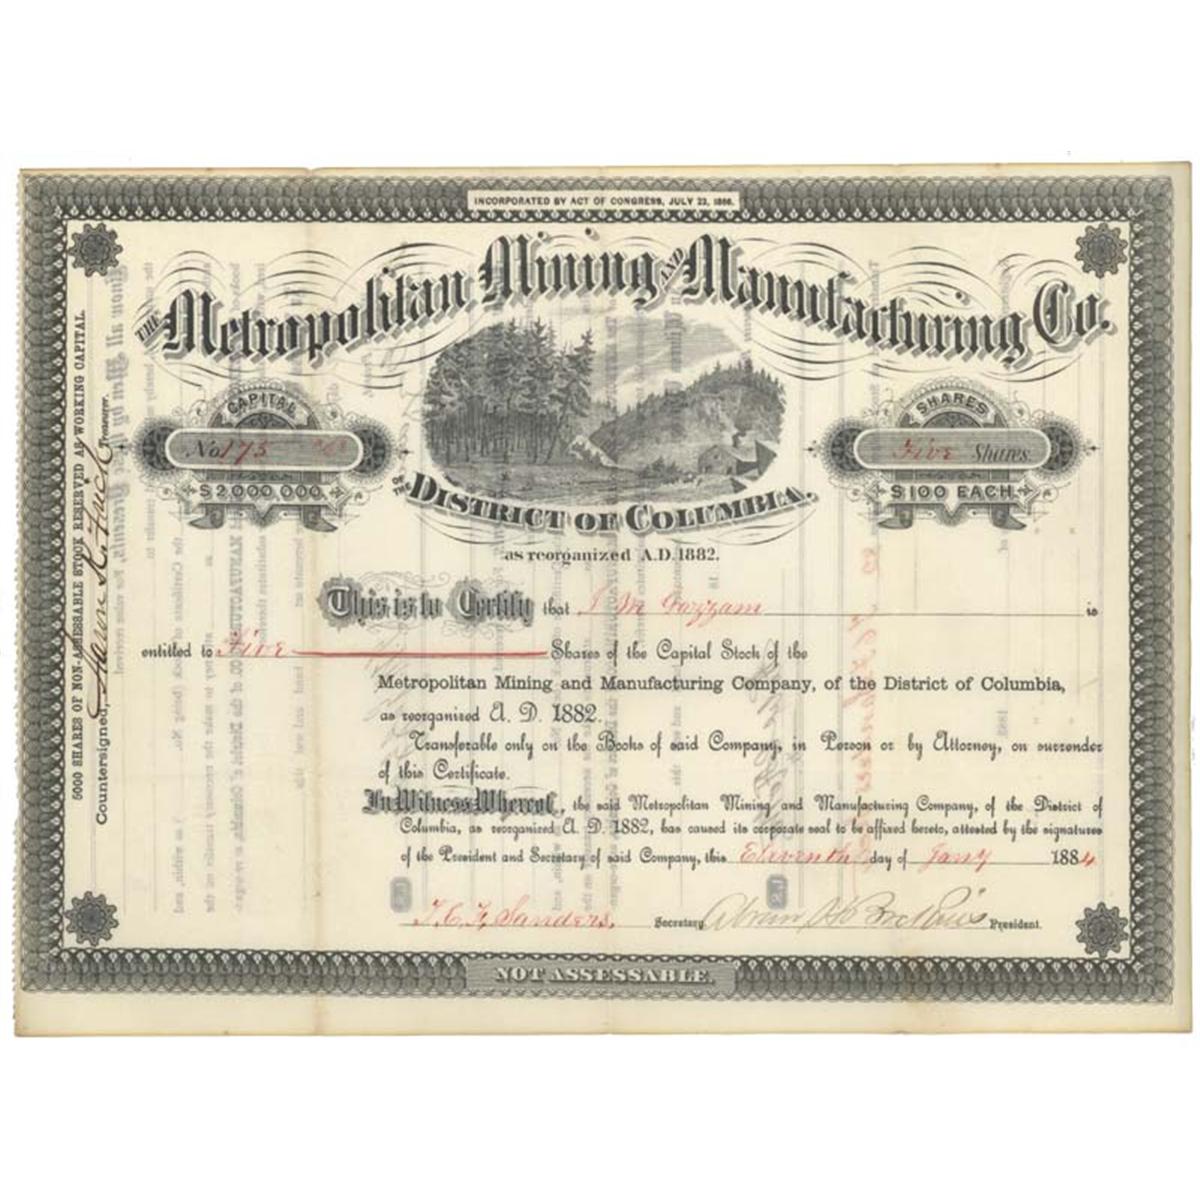 INCORPORATED BY ACT OF CONGRESS, JULY 23, 1866.
THE Metropolitan Mining AND Manufacturing Co.
CAPITAL
No 175
$2,000,000.
SHARES
Five Shares
$100 EACH.
OF THE DISTRICT OF COLUMBIA.
as reorganized A.D. 1882.
This is to Certify that J M Gazzam is
entitled to Five Shares of the Capital Stock of the
Metropolitan Mining and Manufacturing Company, of the District of Columbia,
as reorganized A. D. 1882.
Transferable only on the Books of said Company, in Person or by Attorney, on surrender
of this Certificate.
In Witness Whereof, the said Metropolitan Mining and Manufacturing Company, of the District of
Columbia, as reorganized A. D. 1882, has caused its corporate seal to be affixed hereto, attested by the signatures
of the President and Secretary of said Company, this Eleventh day of Jany 1884
Sanders, Secretary President.
NOT ASSESSABLE.
5000 SHARES OF NON-ASSESSABLE STOCK RESERVED AS WORKING CAPITAL.
Countersigned, Treasurer.